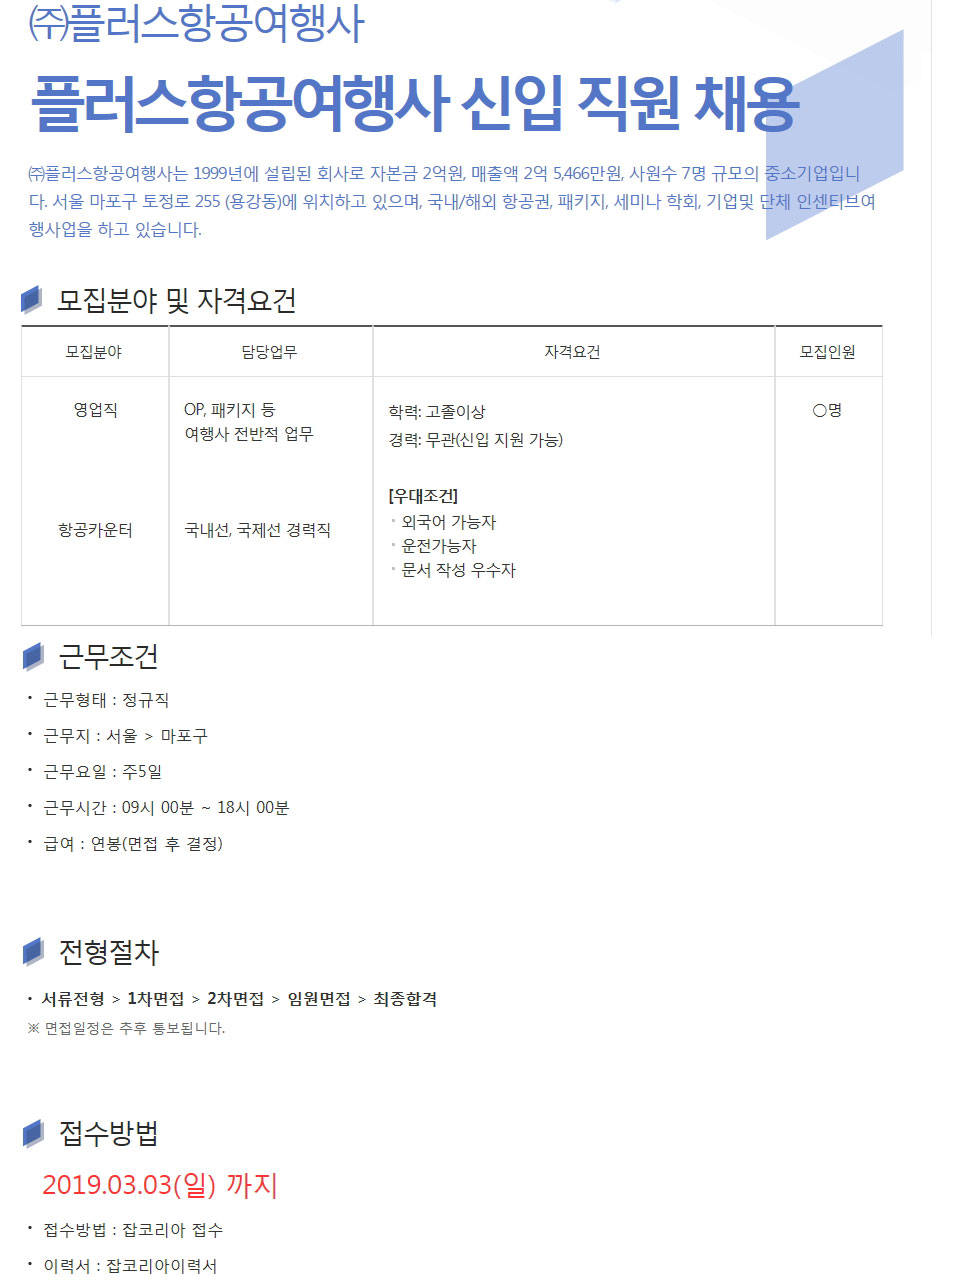 ㈜플러스항공여행사
플러스항공여행사 신입 직원 채용
㈜플러스항공여행사는 1999년에 설립된 회사로 자본금 2억원, 매출액 2억 5,466만원, 사원수 7명 규모의 중소기업입니
다. 서울 마포구 토정로 255 (용강동)에 위치하고 있으며, 국내/해외 항공권, 패키지, 세미나 학회, 기업및 단체 인센티브여
행사업을 하고 있습니다.
모집분야 및 자격요건
모집분야 담당업무 자격요건 모집인원
영업직 OP, 패키지 등 학력: 고졸이상 ○명
여행사 전반적 업무 경력: 무관(신입 지원 가능)
[우대조건]
• 외국어 가능자
항공카운터 국내선, 국제선 경력직
• 운전가능자
• 문서 작성 우수자
근무조건
• 근무형태 : 정규직
• 근무지 : 서울 > 마포구
• 근무요일 : 주5일
• 근무시간 : 09시 00분 ~ 18시 00분
• 급여 : 연봉(면접 후 결정)
전형절차
• 서류전형 > 1차면접 > 2차면접 > 임원면접 > 최종합격
※ 면접일정은 추후 통보됩니다.
접수방법
2019.03.03(일) 까지
• 접수방법 : 잡코리아 접수
• 이력서 : 잡코리아이력서